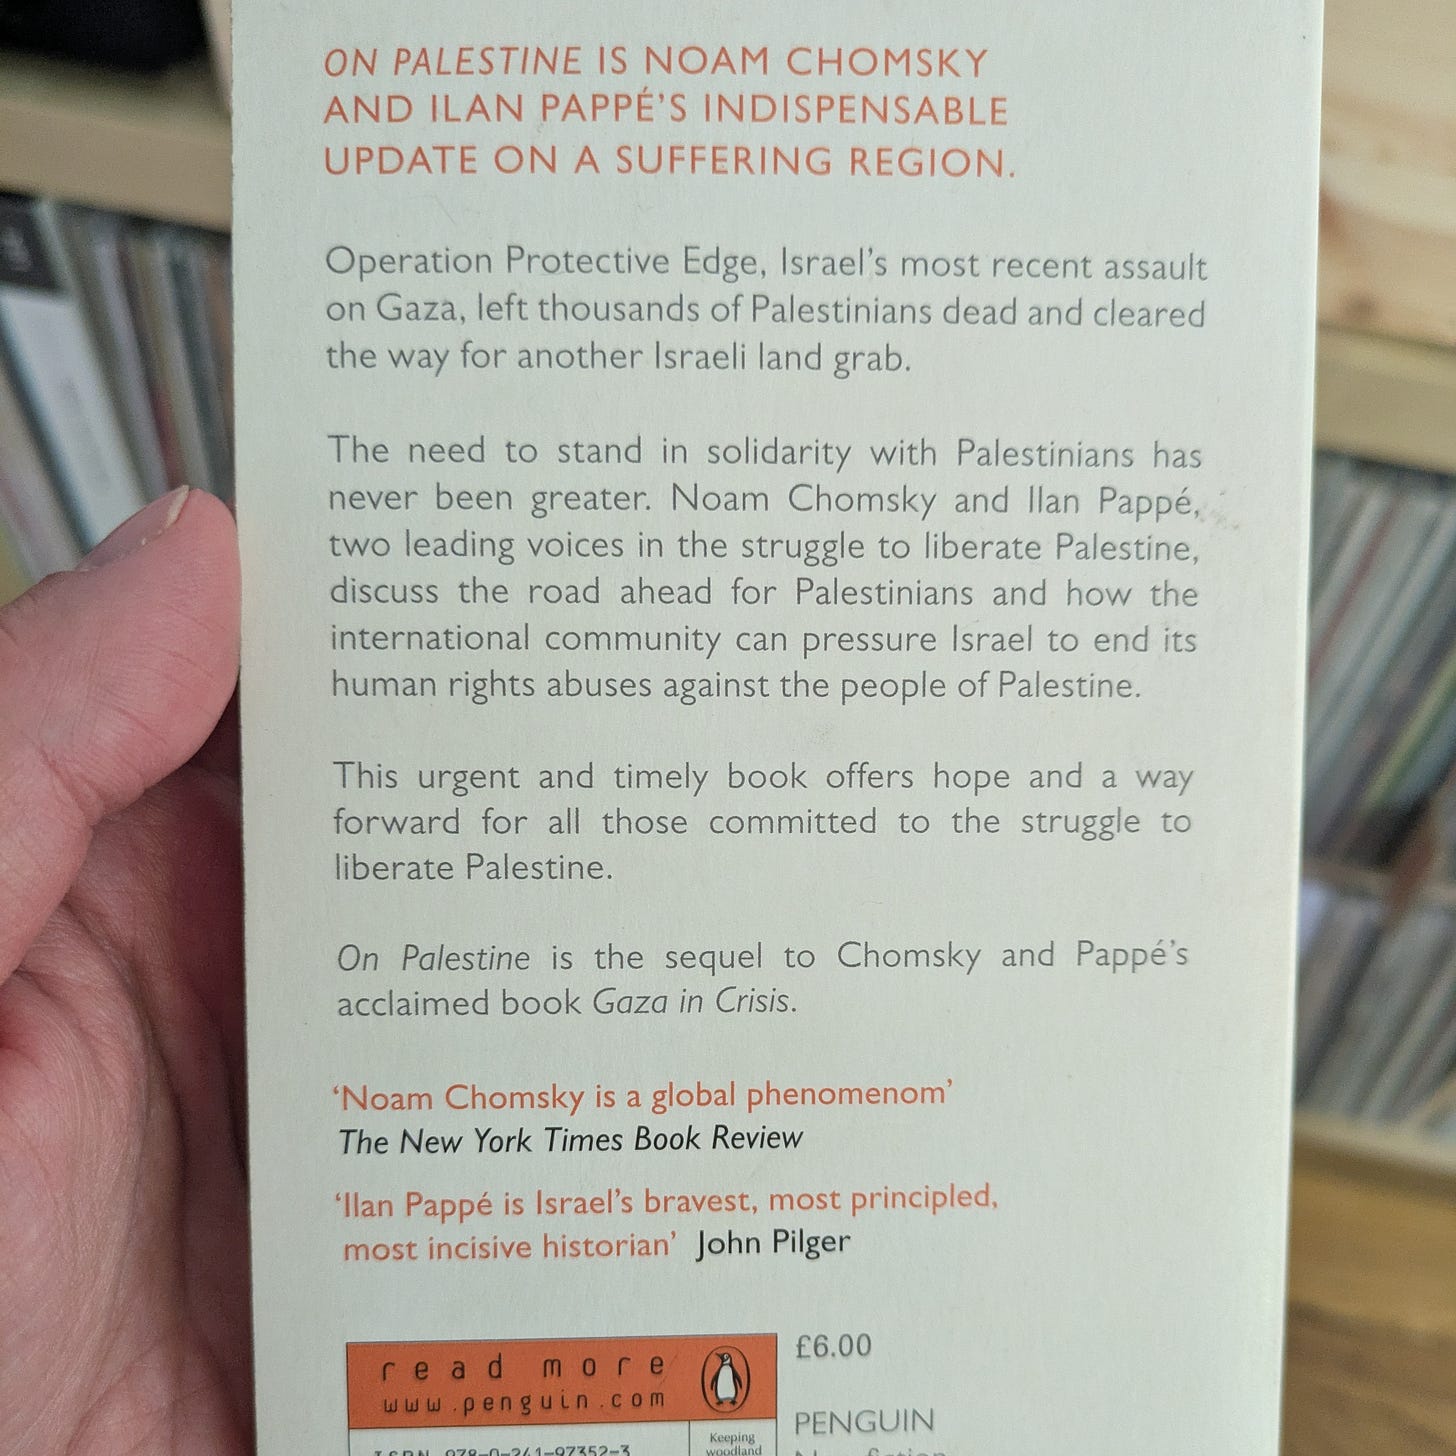 ON PALESTINE IS NOAM CHOMSKY
AND ILAN PAPPÉ'S INDISPENSABLE
UPDATE ON A SUFFERING REGION.
Operation Protective Edge, Israel's most recent assault
on Gaza, left thousands of Palestinians dead and cleared
the way for another Israeli land grab.
The need to stand in solidarity with Palestinians has
never been greater. Noam Chomsky and Ilan Pappé,
two leading voices in the struggle to liberate Palestine,
discuss the road ahead for Palestinians and how the
international community can pressure Israel to end its
human rights abuses against the people of Palestine.
This urgent and timely book offers hope and a way
forward for all those committed to the struggle to
liberate Palestine.
On Palestine is the sequel to Chomsky and Pappé's
acclaimed book Gaza in Crisis.
'Noam Chomsky is a global phenomenom'
The New York Times Book Review
'Ilan Pappé is Israel's bravest, most principled,
most incisive historian' John Pilger
read more
www.penguin.com
£6.00
PENGUIN
Keeping
woodland
ISBN 978-0-241-97352-3